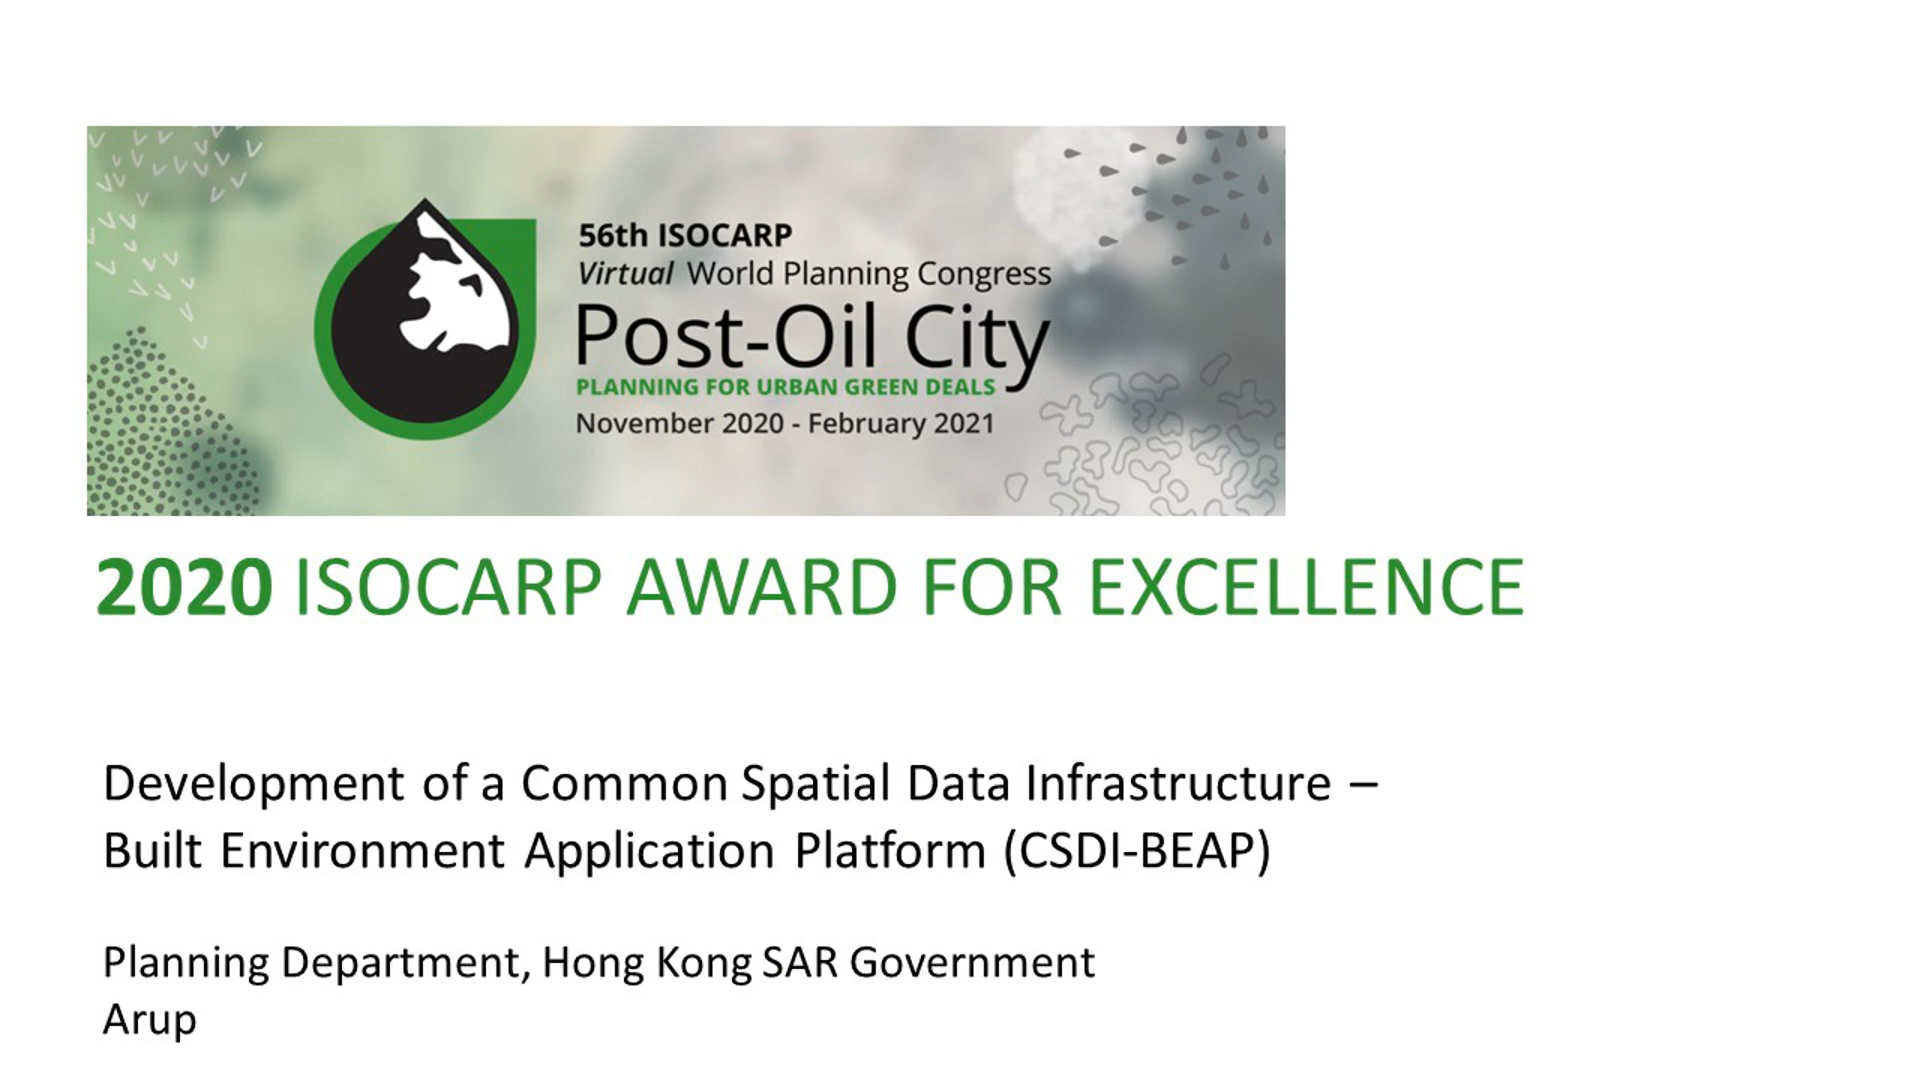 56th ISOCARP
Virtual World Planning Congress
Post-Oil City
PLANNING FOR URBAN GREEN DEALS
November 2020 - February 2021
2020 ISOCARP AWARD FOR EXCELLENCE
Development of a Common Spatial Data Infrastructure –
Built Environment Application Platform (CSDI-BEAP)
Planning Department, Hong Kong SAR Government
Arup